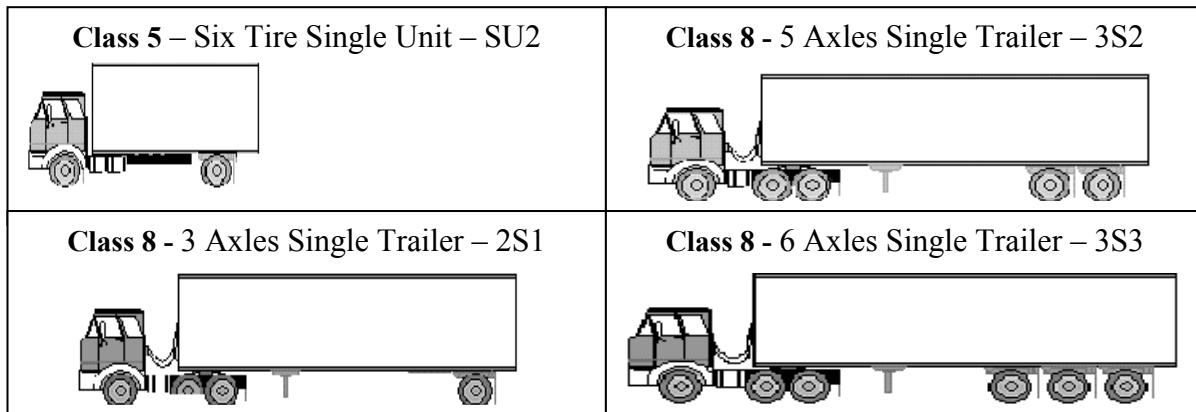 Class 5 – Six Tire Single Unit – SU2
Class 8 - 5 Axles Single Trailer – 3S2
Class 8 - 3 Axles Single Trailer – 2S1
Class 8 - 6 Axles Single Trailer – 3S3